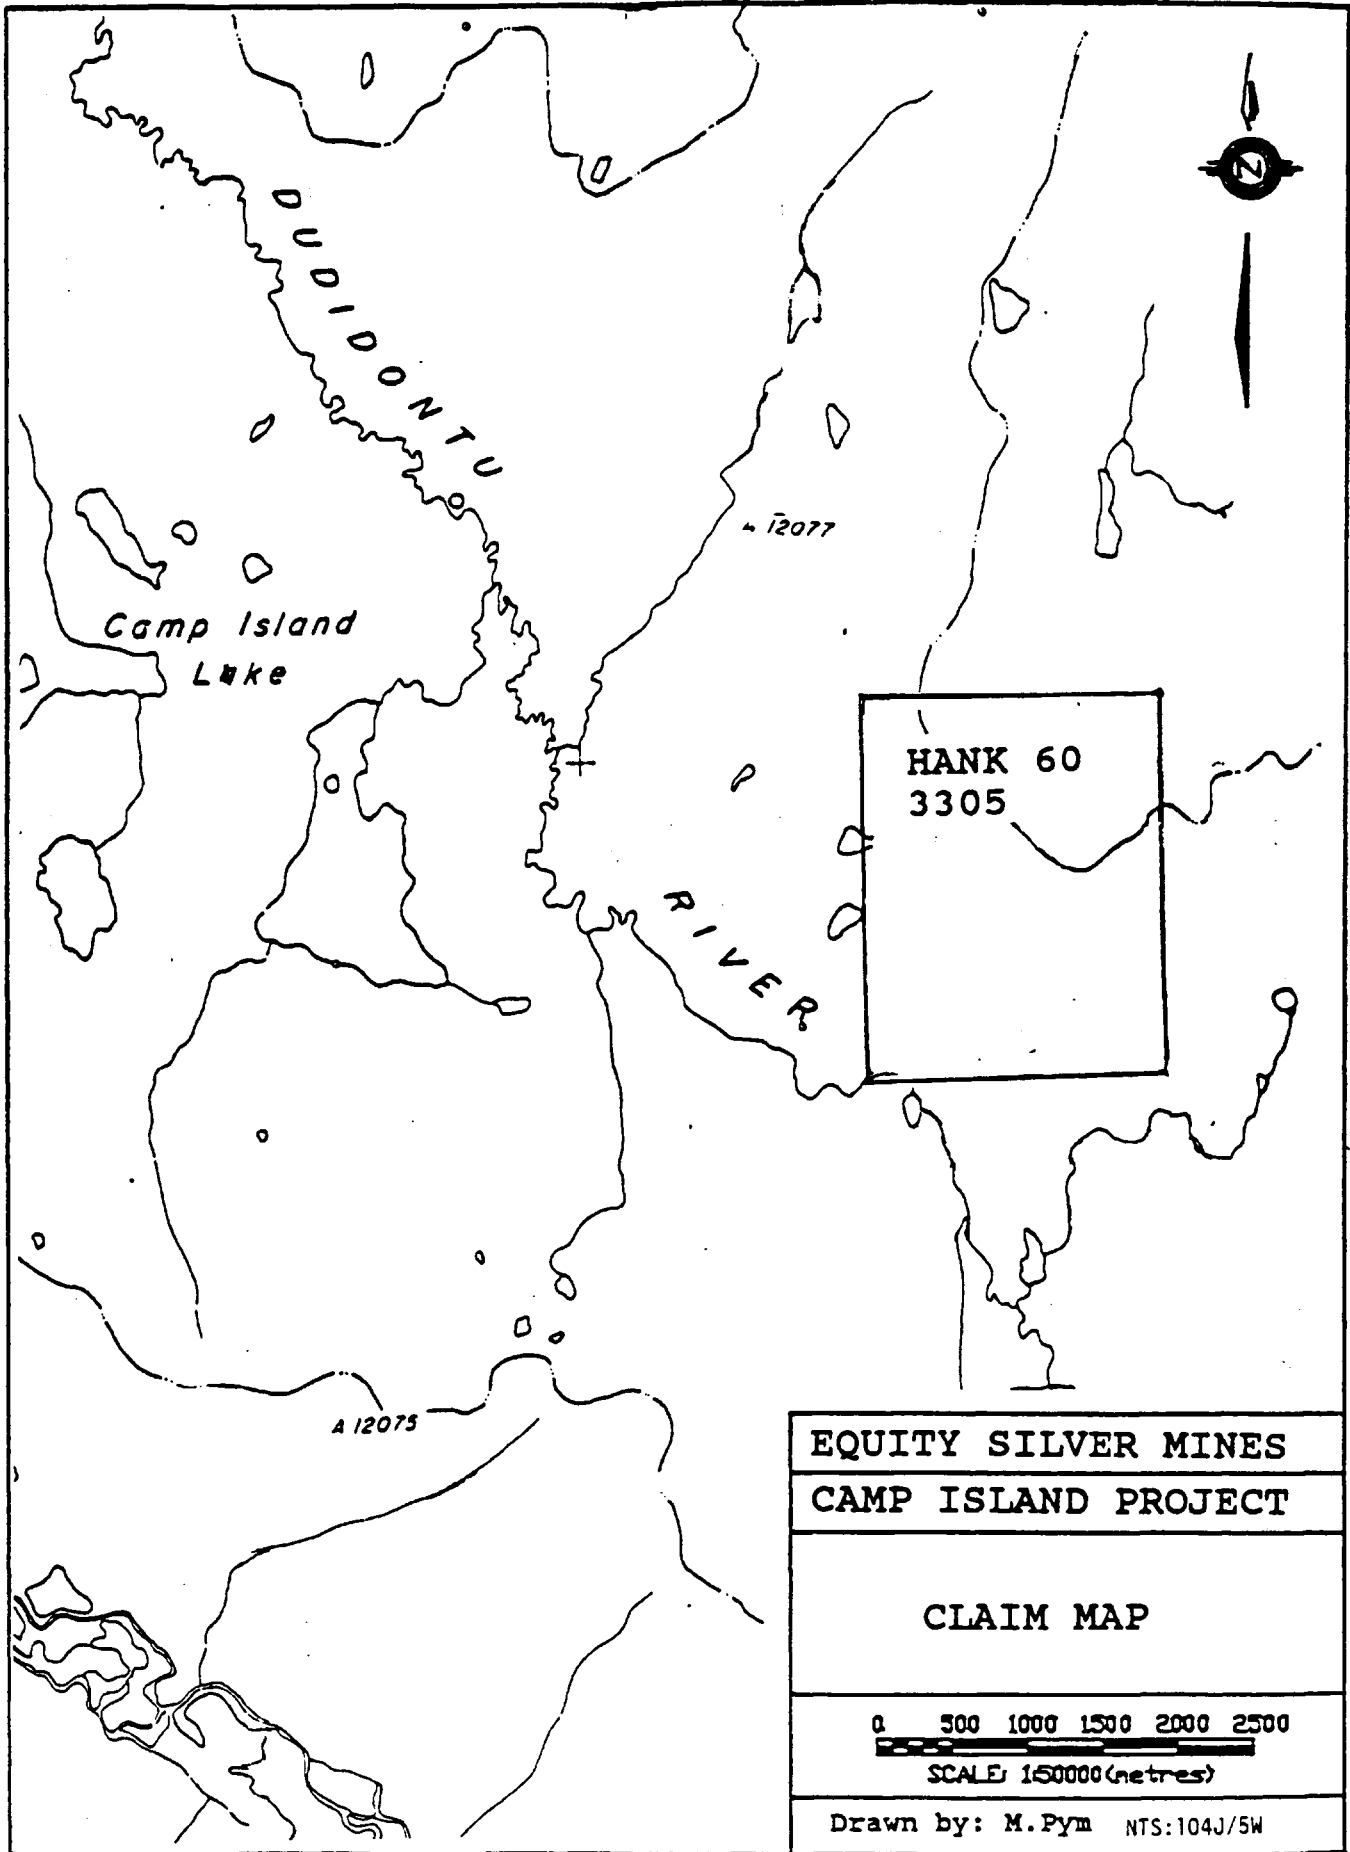 N
DUDIDONTU
12077
Camp Island
Lake
HANK 60
3305
RIVER
A 12075
EQUITY SILVER MINES
CAMP ISLAND PROJECT
CLAIM MAP
0 500 1000 1500 2000 2500
SCALE: 1:50000 (metres)
Drawn by: M.Pym NTS:104J/5W